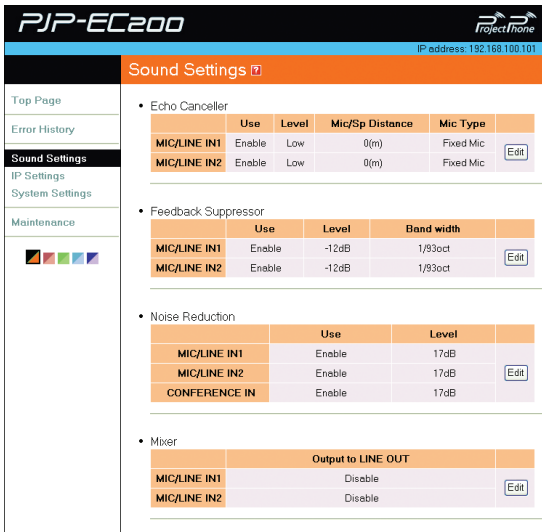 PJP-EC200
ProjectPhone
IP address: 192.168.100.101
Sound Settings ?
Top Page
Error History
Sound Settings
IP Settings
System Settings
Maintenance
• Echo Canceller
Use Level Mic/Sp Distance Mic Type
MIC/LINE IN1 Enable Low 0(m) Fixed Mic
MIC/LINE IN2 Enable Low 0(m) Fixed Mic
Edit
• Feedback Suppressor
Use Level Band width
MIC/LINE IN1 Enable -12dB 1/93oct
MIC/LINE IN2 Enable -12dB 1/93oct
Edit
• Noise Reduction
Use Level
MIC/LINE IN1 Enable 17dB
MIC/LINE IN2 Enable 17dB
CONFERENCE IN Enable 17dB
Edit
• Mixer
Output to LINE OUT
MIC/LINE IN1 Disable
MIC/LINE IN2 Disable
Edit